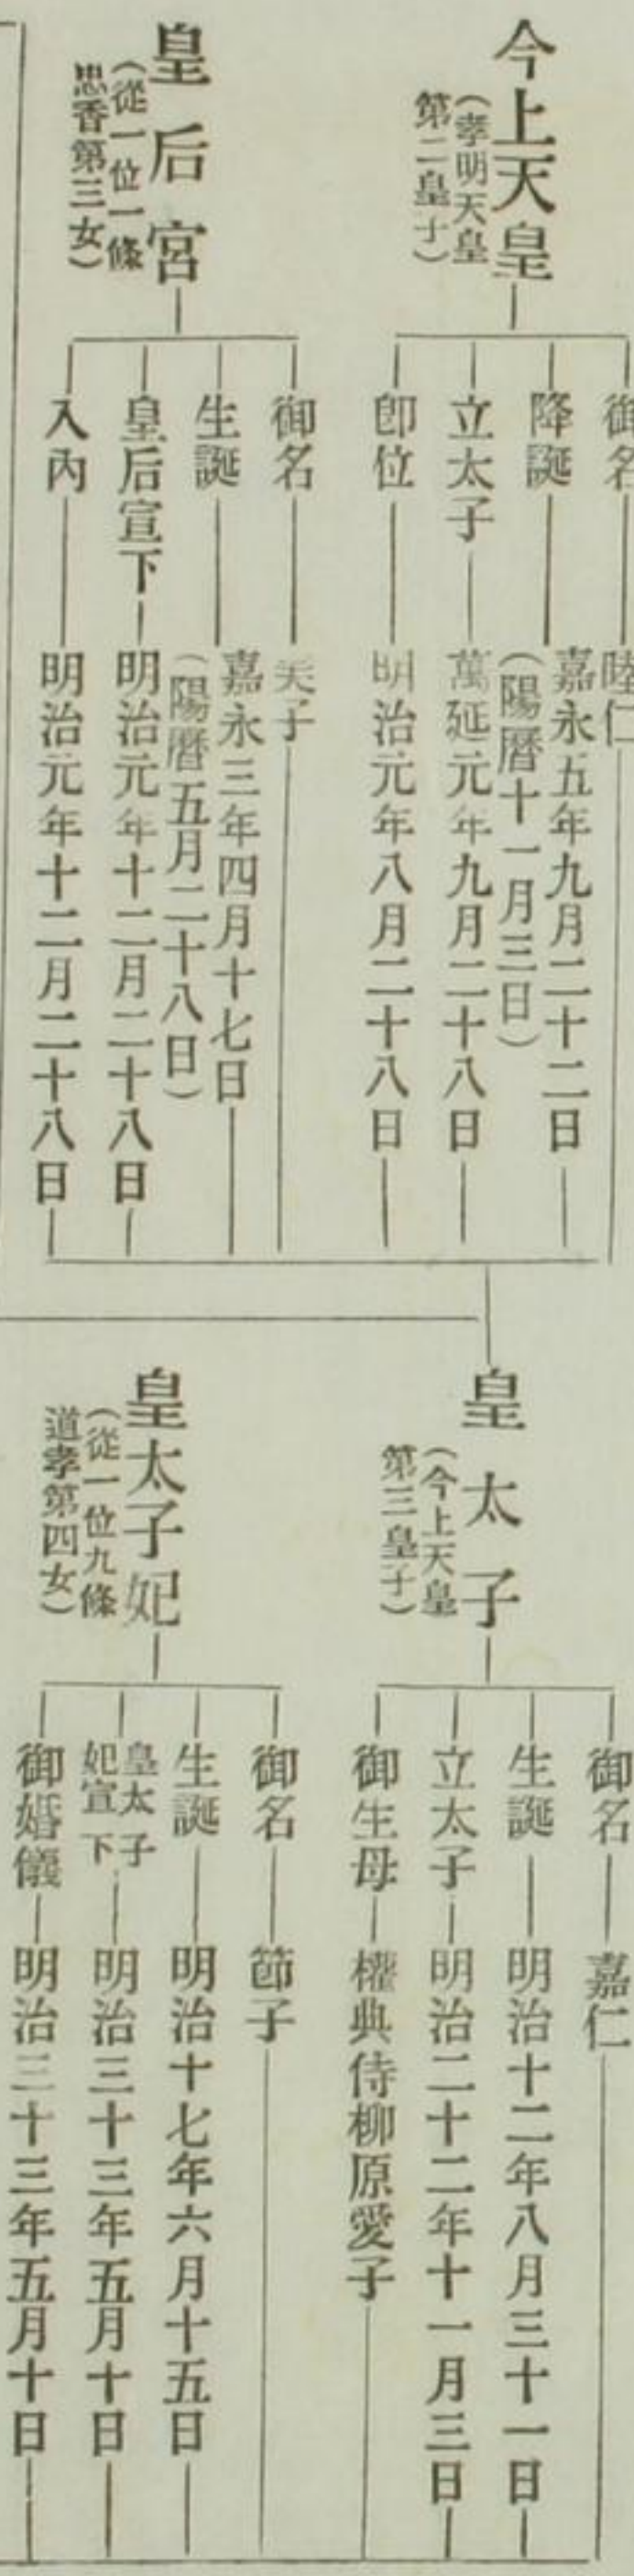 今上天皇
(孝明天皇
第二皇子)
御名
陸仁
降誕
嘉永五年九月二十二日
(陽曆十一月三日)
立太子
萬延元年九月二十八日
卽位
明治元年八月二十八日
皇后宮
(從一位一條
忠香第三女)
御名
美子
生誕
嘉永三年四月十七日
(陽曆五月二十八日)
皇后宣下
明治元年十二月二十八日
入內
明治元年十二月二十八日
皇太子
(今上天皇
第三皇子)
御名
嘉仁
生誕
明治十二年八月三十一日
立太子
明治二十二年十一月三日
御生母
權典侍柳原愛子
皇太子妃
(從一位九條
道孝第四女)
御名
節子
生誕
明治十七年六月十五日
皇太子
妃宣下
明治三十三年五月十日
御婚儀
明治三十三年五月十日